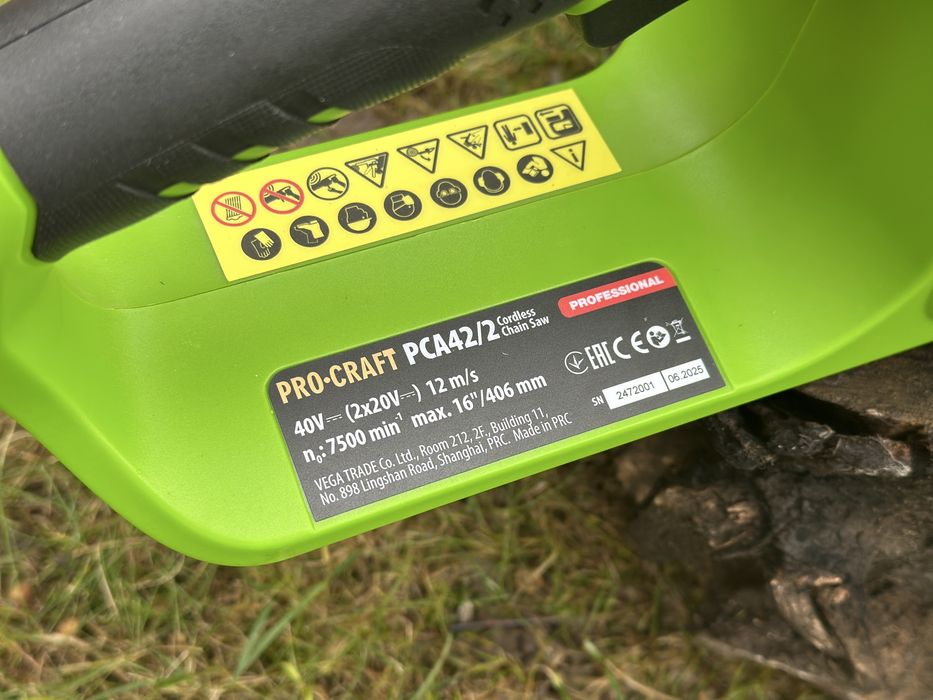 PRO·CRAFT PCA42/2 Cordless
Chain Saw
PROFESSIONAL
40V⎓ (2x20V⎓) 12 m/s
n₀: 7500 min⁻¹ max. 16"/406 mm
EAC CE
SN 2472001 06.2025
VEGA TRADE Co. Ltd., Room 212, 2F., Building 11,
No. 898 Lingshan Road, Shanghai, PRC. Made in PRC